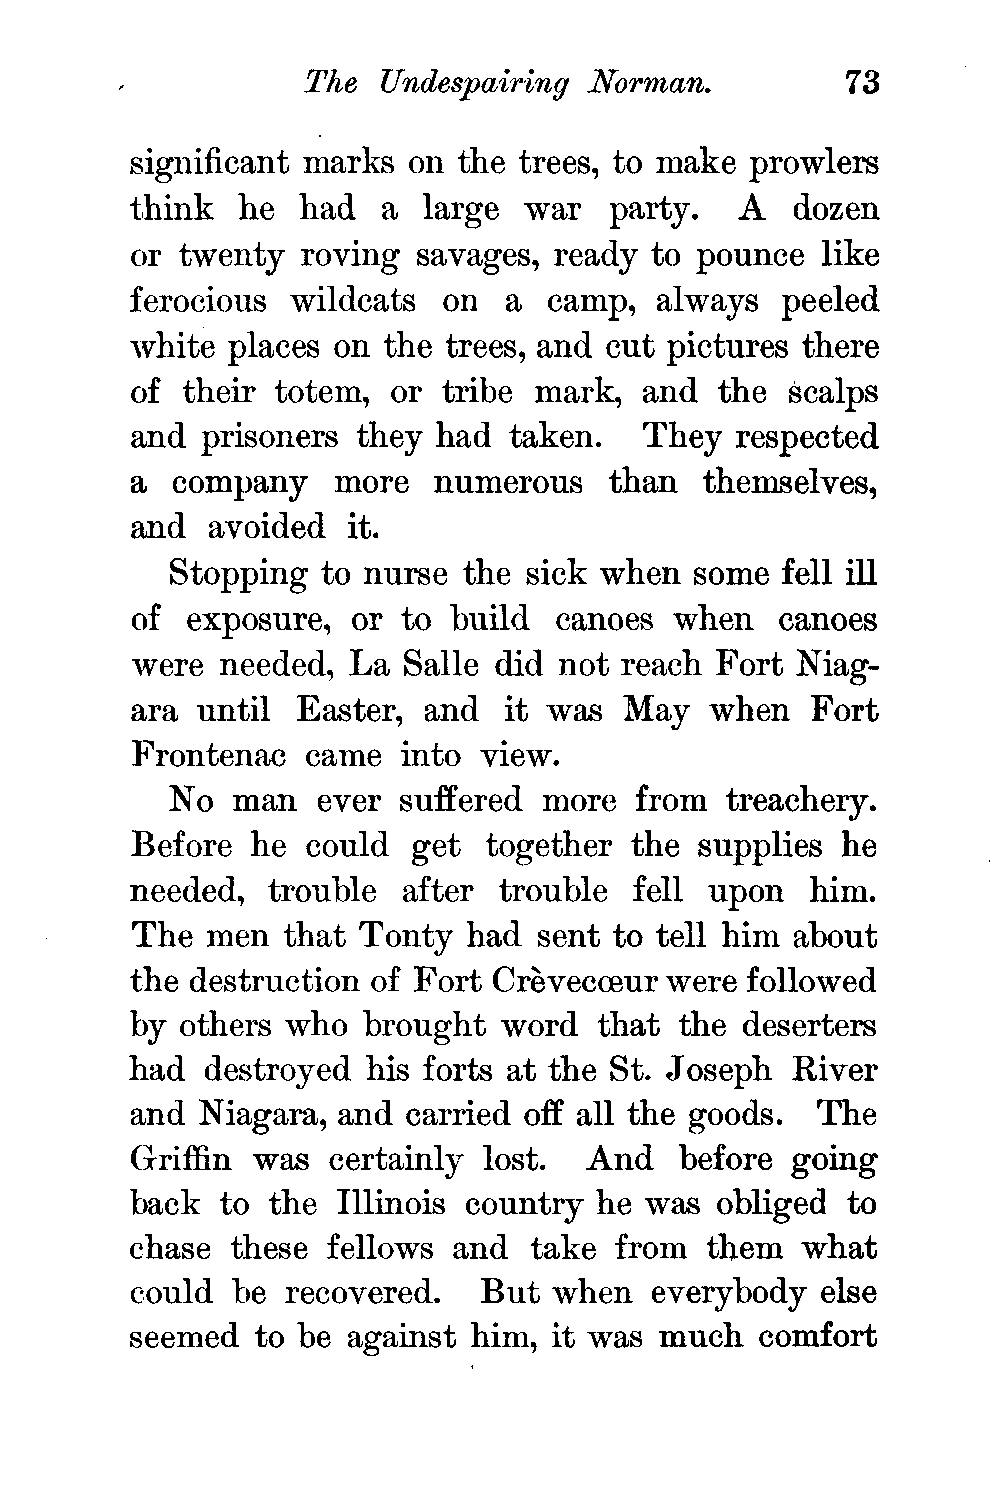 The Undespairing Norman. 73
significant marks on the trees, to make prowlers
think he had a large war party. A dozen
or twenty roving savages, ready to pounce like
ferocious wildcats on a camp, always peeled
white places on the trees, and cut pictures there
of their totem, or tribe mark, and the scalps
and prisoners they had taken. They respected
a company more numerous than themselves,
and avoided it.
Stopping to nurse the sick when some fell ill
of exposure, or to build canoes when canoes
were needed, La Salle did not reach Fort Niag-
ara until Easter, and it was May when Fort
Frontenac came into view.
No man ever suffered more from treachery.
Before he could get together the supplies he
needed, trouble after trouble fell upon him.
The men that Tonty had sent to tell him about
the destruction of Fort Crèvecœur were followed
by others who brought word that the deserters
had destroyed his forts at the St. Joseph River
and Niagara, and carried off all the goods. The
Griffin was certainly lost. And before going
back to the Illinois country he was obliged to
chase these fellows and take from them what
could be recovered. But when everybody else
seemed to be against him, it was much comfort